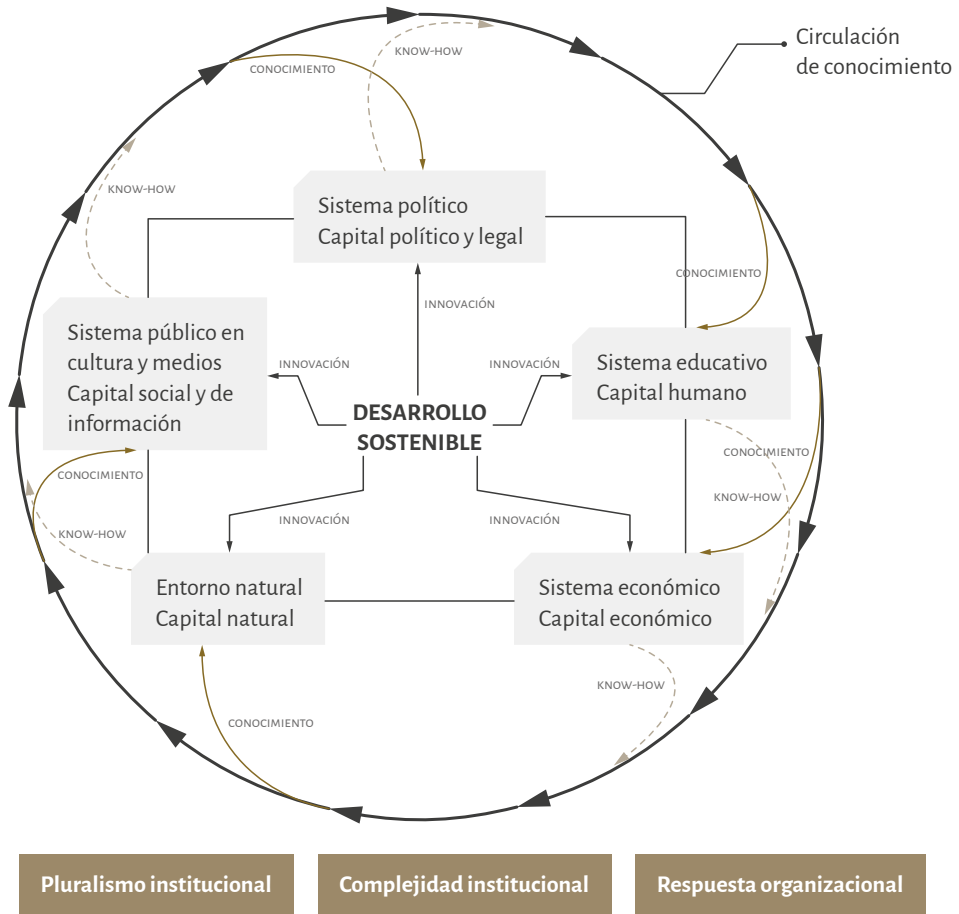 Circulación
de conocimiento
KNOW-HOW
CONOCIMIENTO
KNOW-HOW
Sistema político
Capital político y legal
CONOCIMIENTO
INNOVACIÓN
Sistema público en
cultura y medios
Capital social y de
información
INNOVACIÓN
INNOVACIÓN
Sistema educativo
Capital humano
DESARROLLO
SOSTENIBLE
CONOCIMIENTO
CONOCIMIENTO
KNOW-HOW
KNOW-HOW
INNOVACIÓN
INNOVACIÓN
Entorno natural
Capital natural
Sistema económico
Capital económico
KNOW-HOW
CONOCIMIENTO
Pluralismo institucional
Complejidad institucional
Respuesta organizacional